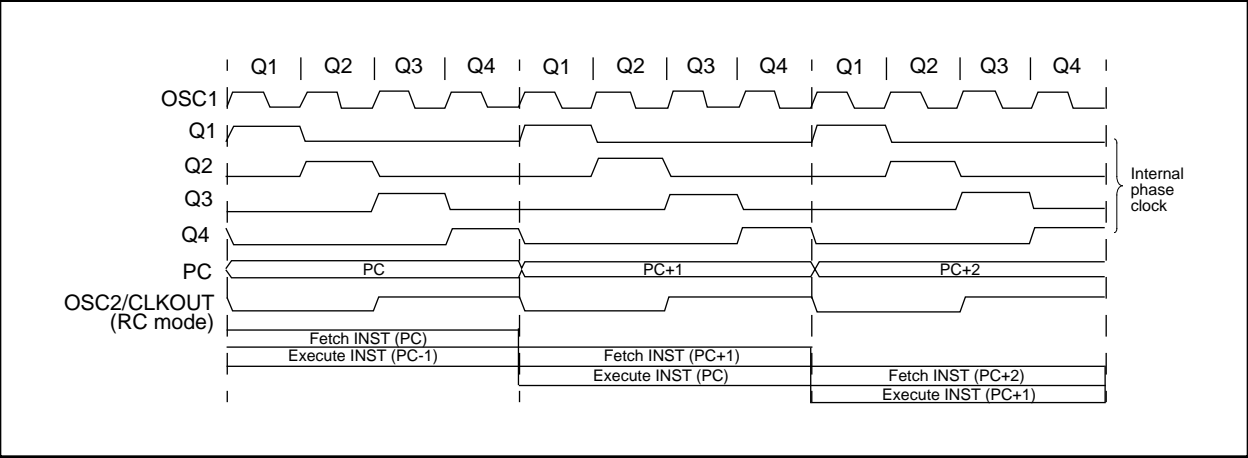 Q1 Q2 Q3 Q4 Q1 Q2 Q3 Q4 Q1 Q2 Q3 Q4
OSC1
Q1
Q2
Q3
Q4
PC
PC PC+1 PC+2
OSC2/CLKOUT
(RC mode)
Internal
phase
clock
Fetch INST (PC)
Execute INST (PC-1) Fetch INST (PC+1)
Execute INST (PC) Fetch INST (PC+2)
Execute INST (PC+1)